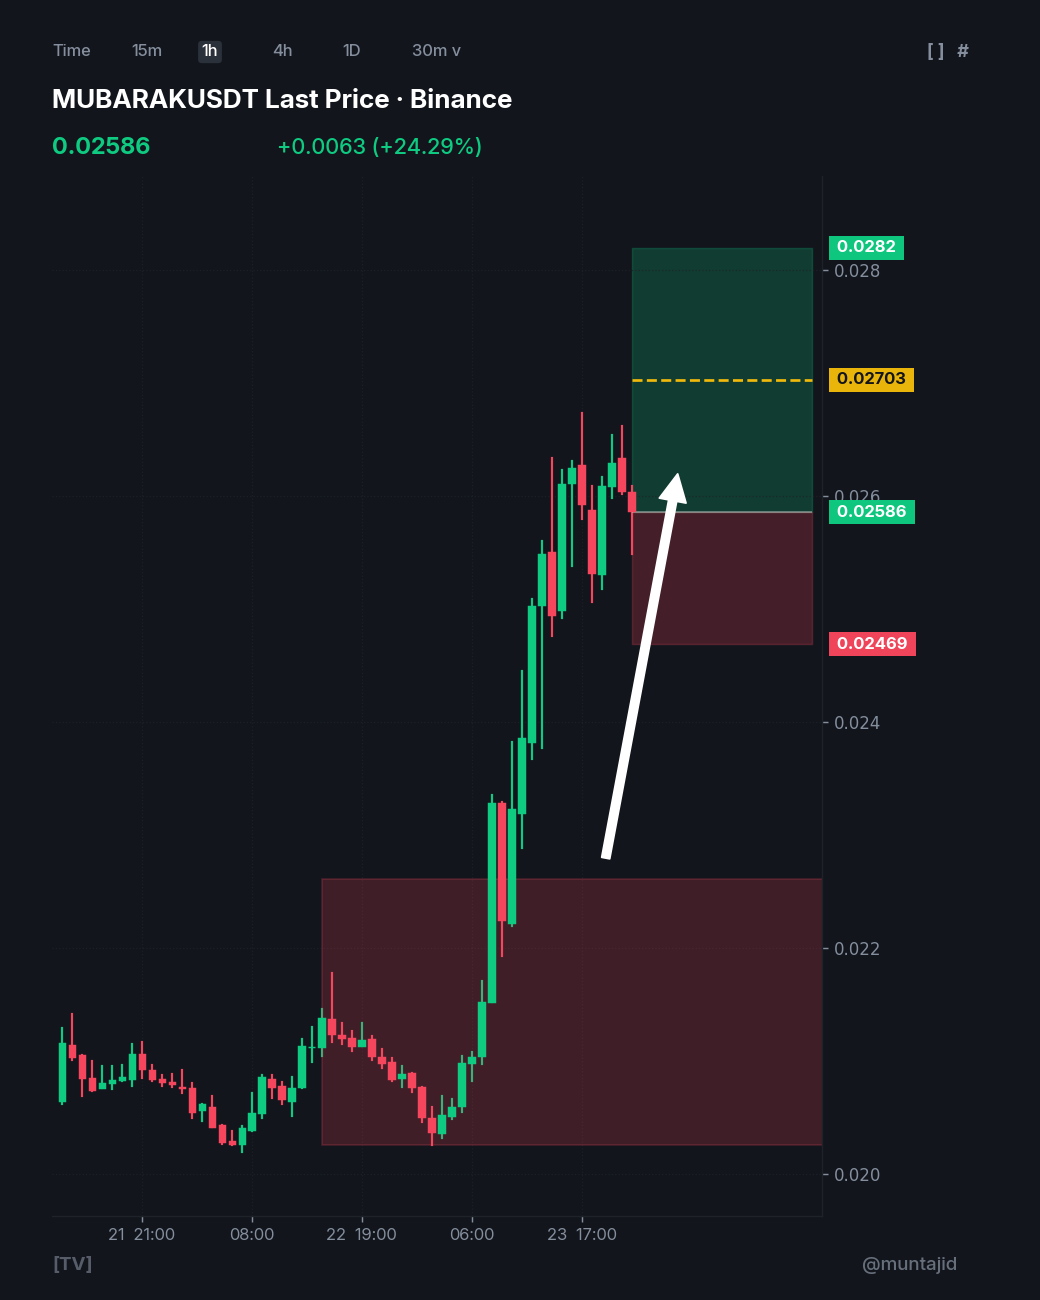 Time 15m 1h 4h 1D 30m v [ ] #
MUBARAKUSDT Last Price · Binance
0.02586 +0.0063 (+24.29%)
0.0282
0.028
0.02703
0.026
0.02586
0.02469
0.024
0.022
0.020
21 21:00 08:00 22 19:00 06:00 23 17:00
[TV] @muntajid